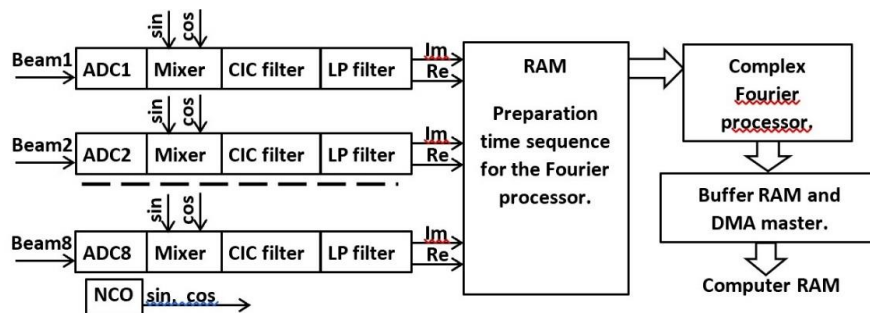 sin cos
Beam1 ADC1 Mixer CIC filter LP filter Im
Re
sin cos
Beam2 ADC2 Mixer CIC filter LP filter Im
Re
sin cos
Beam8 ADC8 Mixer CIC filter LP filter Im
Re
NCO sin, cos
RAM
Preparation
time sequence
for the Fourier
processor.
Complex
Fourier
processor.
Buffer RAM and
DMA master.
Computer RAM